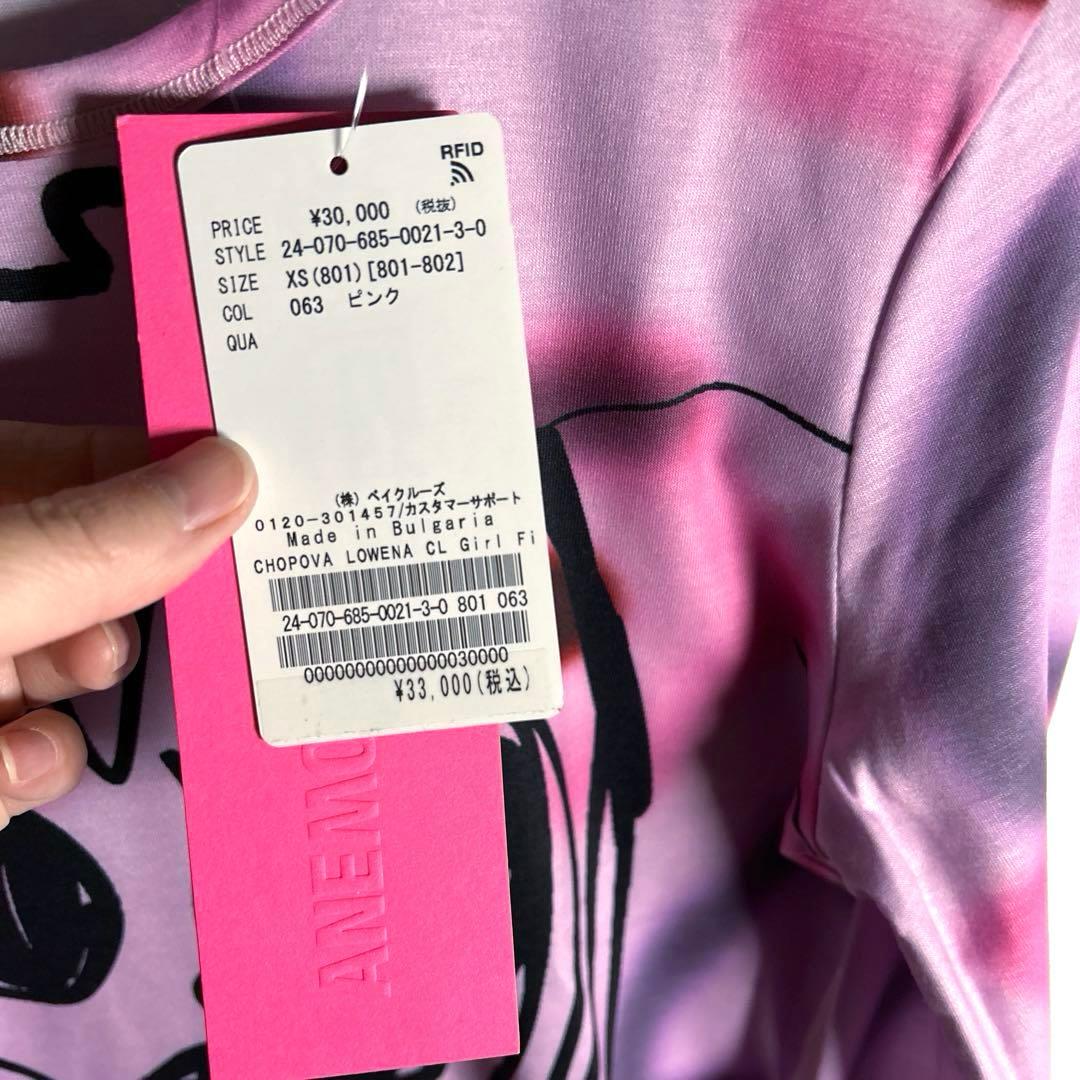 RFID
PRICE ¥30,000 (税抜)
STYLE 24-070-685-0021-3-0
SIZE XS(801)[801-802]
COL 063 ピンク
QUA
(株) ベイクルーズ
0120-301457/カスタマーサポート
Made in Bulgaria
CHOPOVA LOWENA CL Girl Fi
24-070-685-0021-3-0 801 063
00000000000000030000
¥33,000(税込)
ANEMO